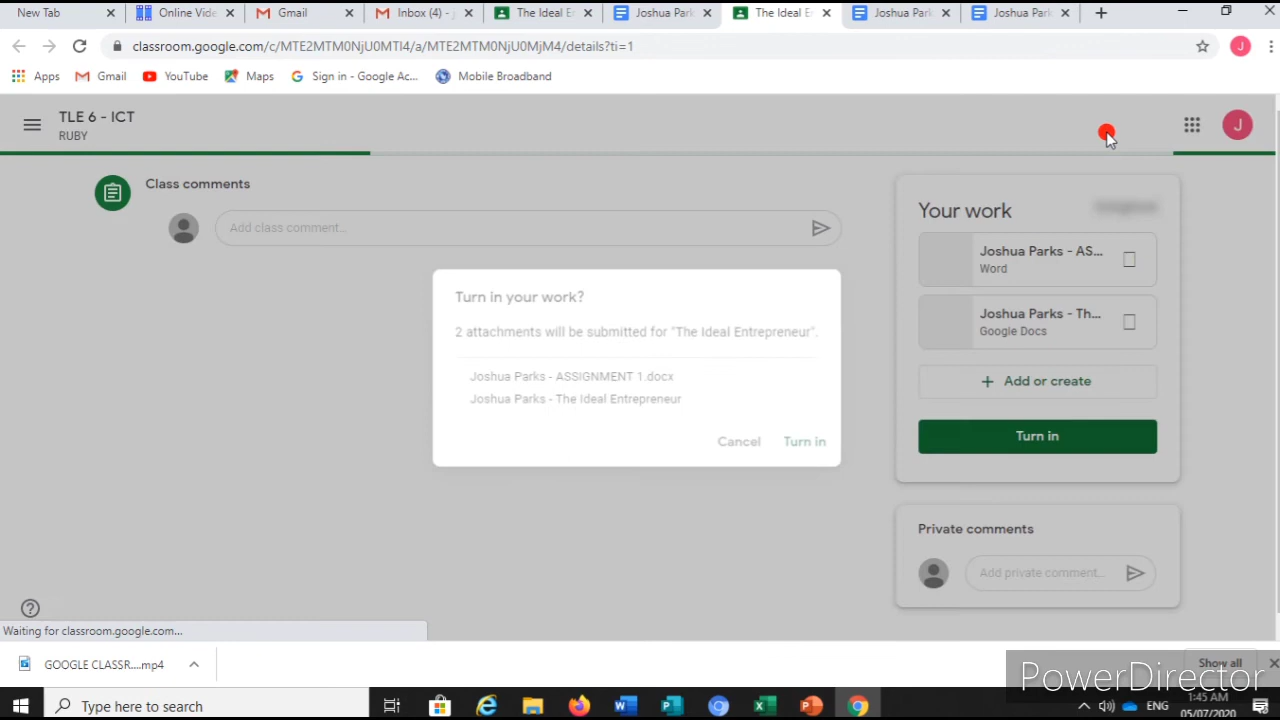 New Tab
Online Vide
Gmail
Inbox (4) - j
The Ideal E
Joshua Park
The Ideal E
Joshua Park
Joshua Park
classroom.google.com/c/MTE2MTM0NjU0MTI4/a/MTE2MTM0NjU0MjM4/details?ti=1
J
Apps
Gmail
YouTube
Maps
Sign in - Google Ac...
Mobile Broadband
TLE 6 - ICT
RUBY
J
Class comments
Add class comment...
Your work
Joshua Parks - AS...
Word
Joshua Parks - Th...
Google Docs
+ Add or create
Turn in
Turn in your work?
2 attachments will be submitted for "The Ideal Entrepreneur".
Joshua Parks - ASSIGNMENT 1.docx
Joshua Parks - The Ideal Entrepreneur
Cancel
Turn in
Private comments
Add private comment...
Waiting for classroom.google.com...
GOOGLE CLASSR....mp4
Show all
PowerDirector
Type here to search
ENG
1:45 AM
05/07/2020